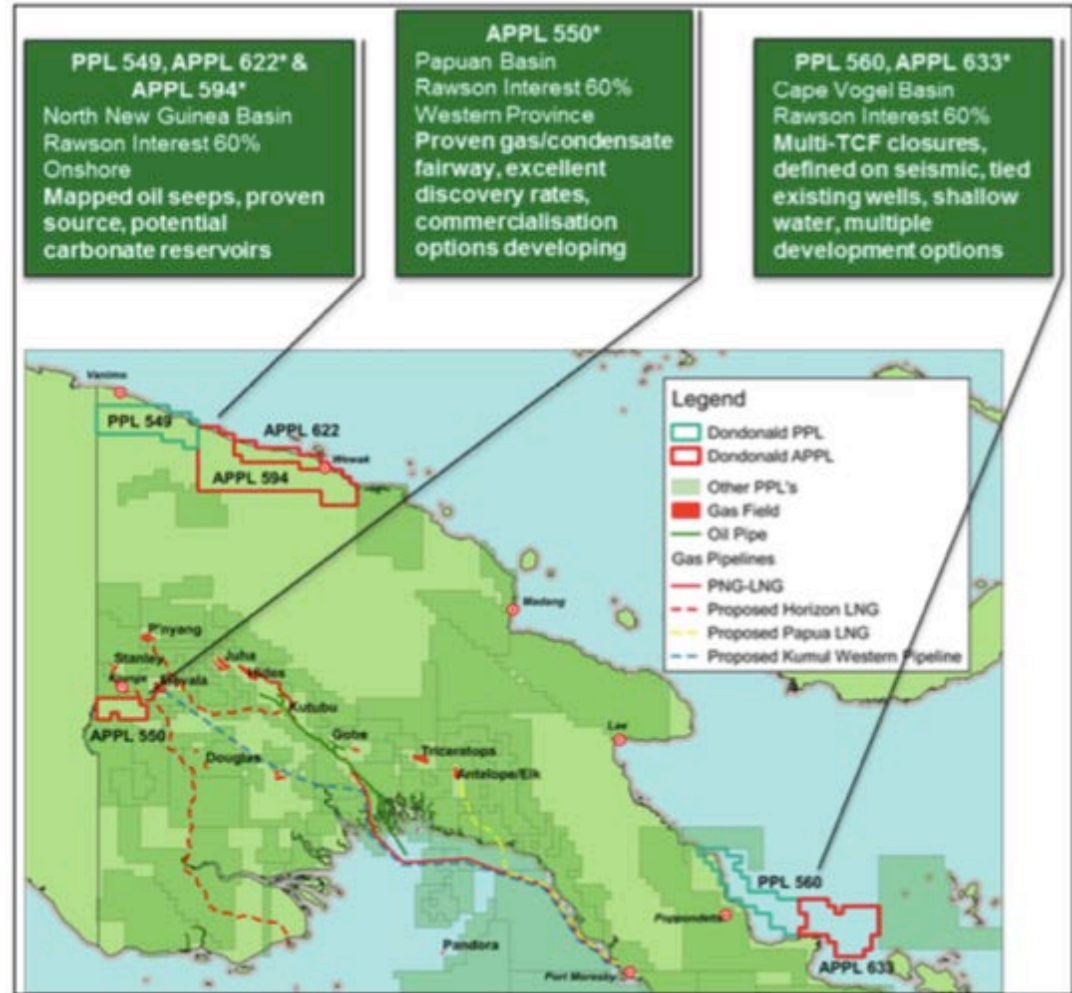 PPL 549, APPL 622* &
APPL 594*
North New Guinea Basin
Rawson Interest 60%
Onshore
Mapped oil seeps, proven
source, potential
carbonate reservoirs
APPL 550*
Papuan Basin
Rawson Interest 60%
Western Province
Proven gas/condensate
fairway, excellent
discovery rates,
commercialisation
options developing
PPL 560, APPL 633*
Cape Vogel Basin
Rawson Interest 60%
Multi-TCF closures,
defined on seismic, tied
existing wells, shallow
water, multiple
development options
Vanimo
PPL 549
APPL 622
Wewak
APPL 594
Legend
Dondonald PPL
Dondonald APPL
Other PPL's
Gas Field
Oil Pipe
Gas Pipelines
PNG-LNG
Proposed Horizon LNG
Proposed Papua LNG
Proposed Kumul Western Pipeline
Madang
P'nyang
Stanley
Juha
Hides
Kutubu
APPL 550
Gobe
Douglas
Triceratops
Antelope/Elk
Lae
PPL 560
Poppondetta
APPL 633
Pandora
Port Moresby